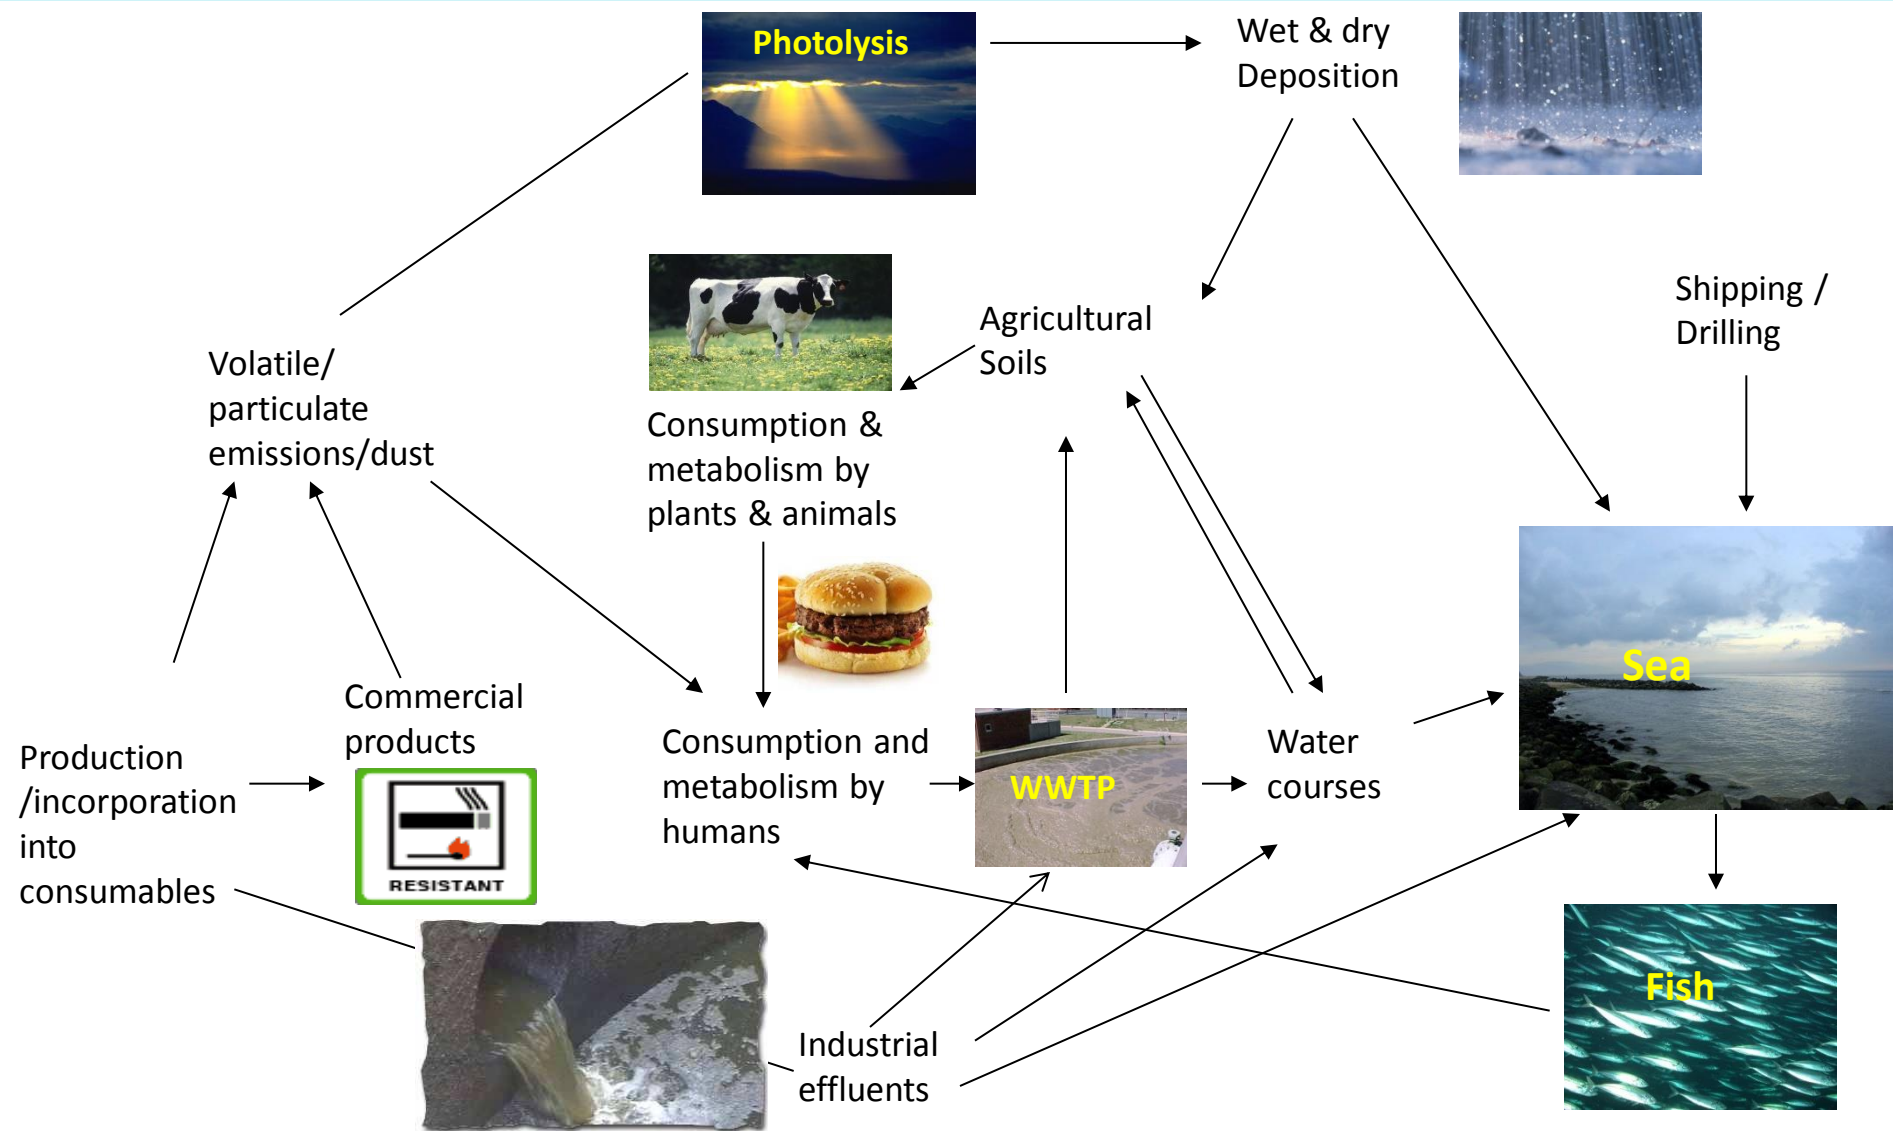 Photolysis
Wet & dry
Deposition
Shipping /
Drilling
Agricultural
Soils
Volatile/
particulate
emissions/dust
Consumption &
metabolism by
plants & animals
Sea
Commercial
products
Production
/incorporation
into
consumables
Consumption and
metabolism by
humans
WWTP
Water
courses
RESISTANT
Fish
Industrial
effluents